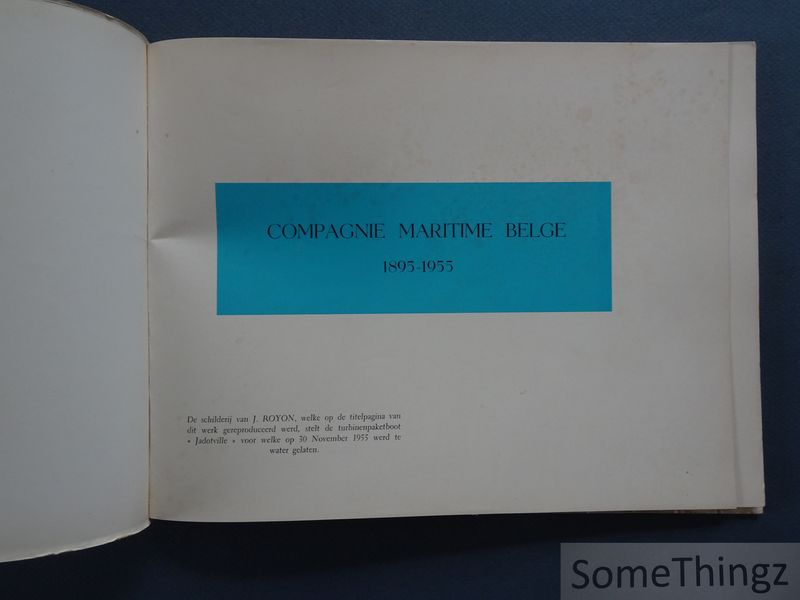 COMPAGNIE MARITIME BELGE
1895-1955
De schilderij van J. ROYON, welke op de titelpagina van
dit werk gereproduceerd werd, stelt de turbinenpaketboot
« Jadotville » voor welke op 30 November 1955 werd te
water gelaten.
SomeThingz